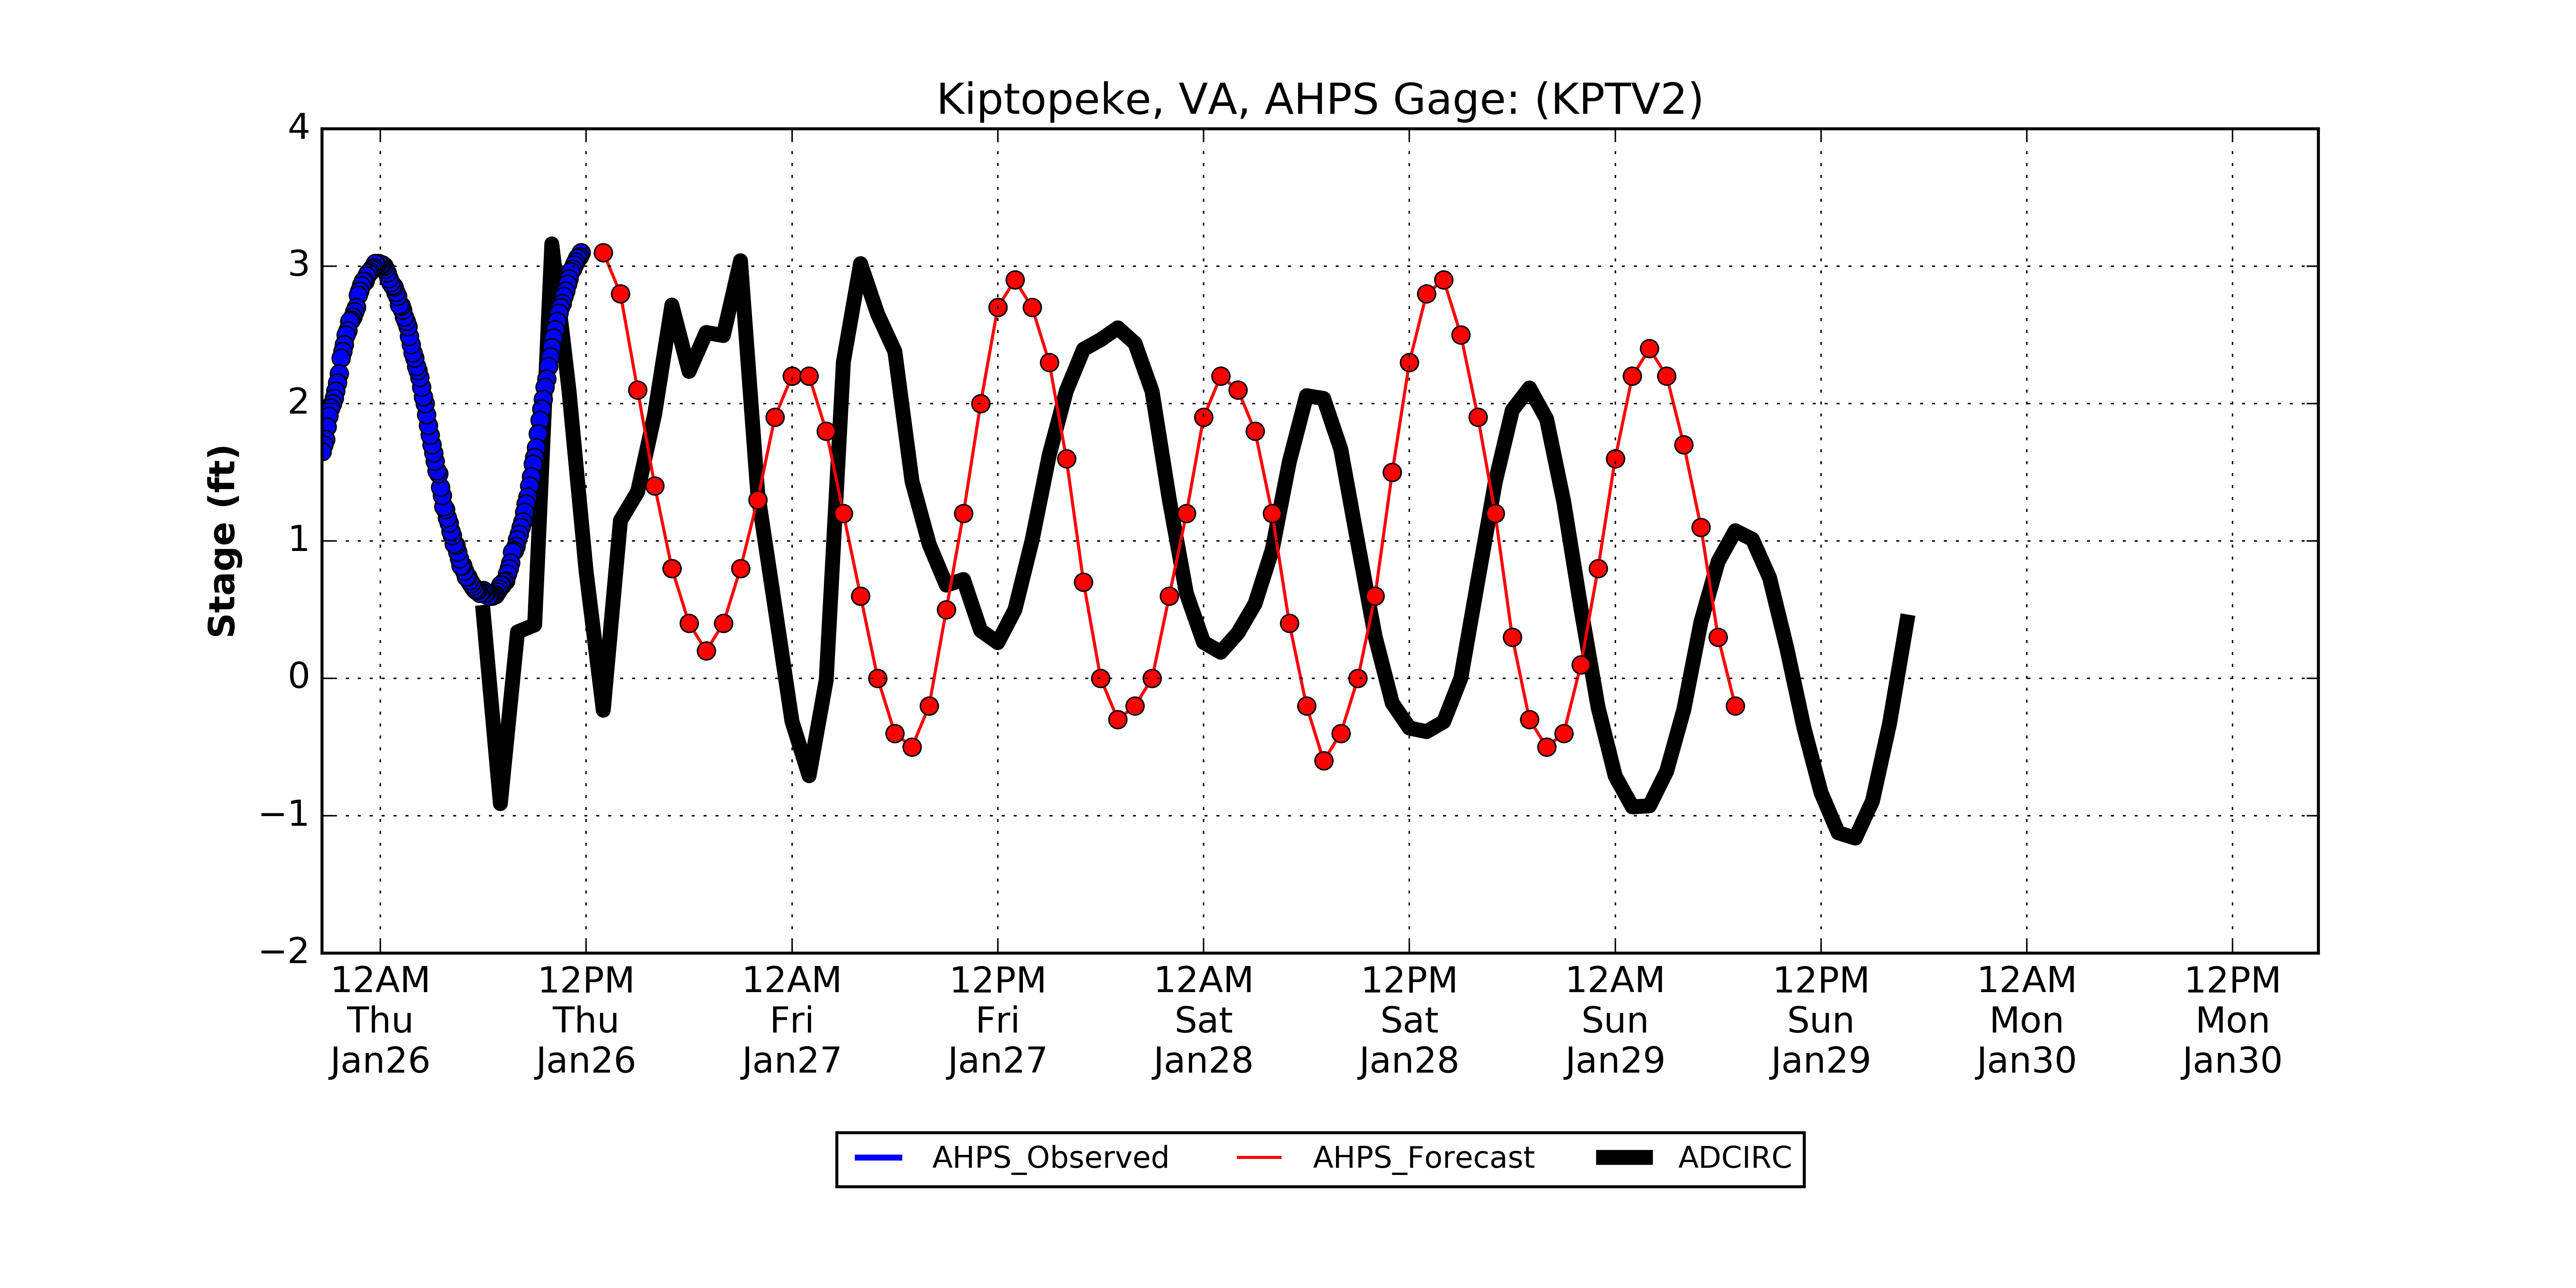 Kiptopeke, VA, AHPS Gage: (KPTV2)
Stage (ft)
4
3
2
1
0
−1
−2
12AM 12PM 12AM 12PM 12AM 12PM 12AM 12PM 12AM 12PM
Thu Thu Fri Fri Sat Sat Sun Sun Mon Mon
Jan26 Jan26 Jan27 Jan27 Jan28 Jan28 Jan29 Jan29 Jan30 Jan30
AHPS_Observed AHPS_Forecast ADCIRC